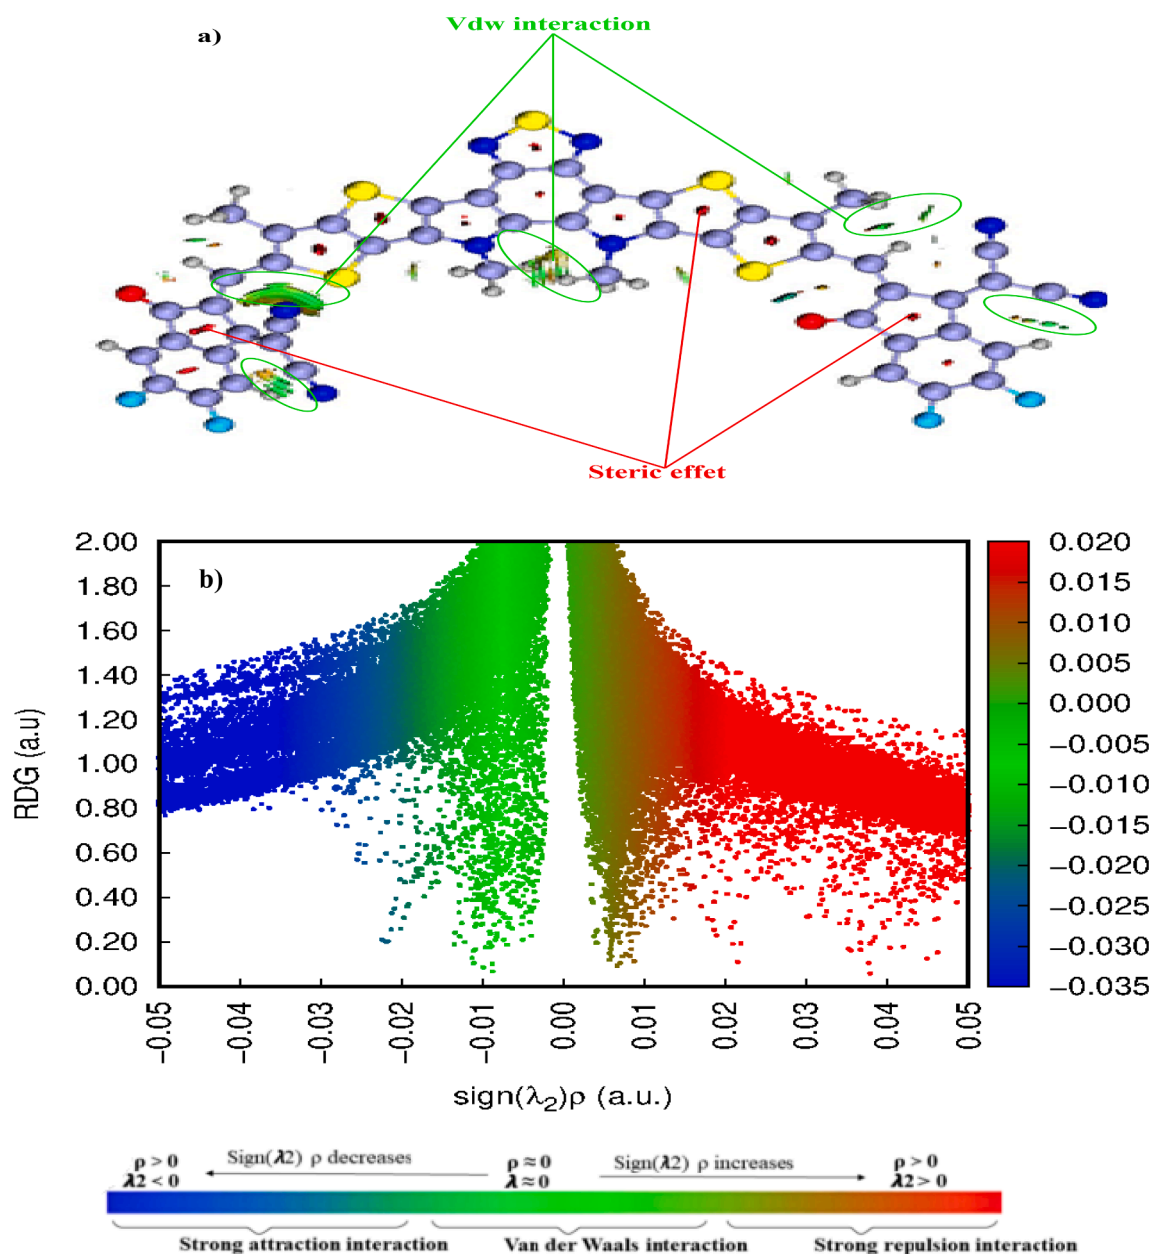 Vdw interaction
a)
Steric effet
b)
2.00
1.80
1.60
1.40
1.20
1.00
0.80
0.60
0.40
0.20
0.00
RDG (a.u)
-0.05
-0.04
-0.03
-0.02
-0.01
0.00
0.01
0.02
0.03
0.04
0.05
sign(λ2)ρ (a.u.)
0.020
0.015
0.010
0.005
0.000
-0.005
-0.010
-0.015
-0.020
-0.025
-0.030
-0.035
ρ > 0
λ2 < 0
Sign(λ2) ρ decreases
ρ ≈ 0
λ ≈ 0
Sign(λ2) ρ increases
ρ > 0
λ2 > 0
Strong attraction interaction
Van der Waals interaction
Strong repulsion interaction